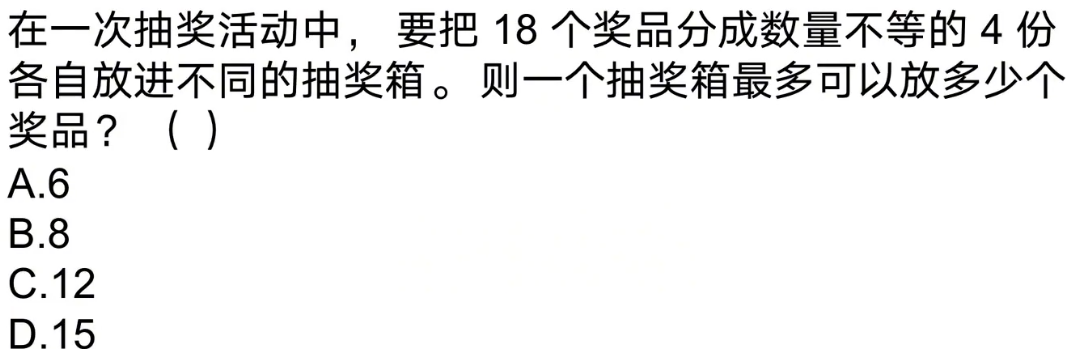 在一次抽奖活动中， 要把 18 个奖品分成数量不等的 4 份
各自放进不同的抽奖箱。 则一个抽奖箱最多可以放多少个
奖品？ （ ）
A.6
B.8
C.12
D.15